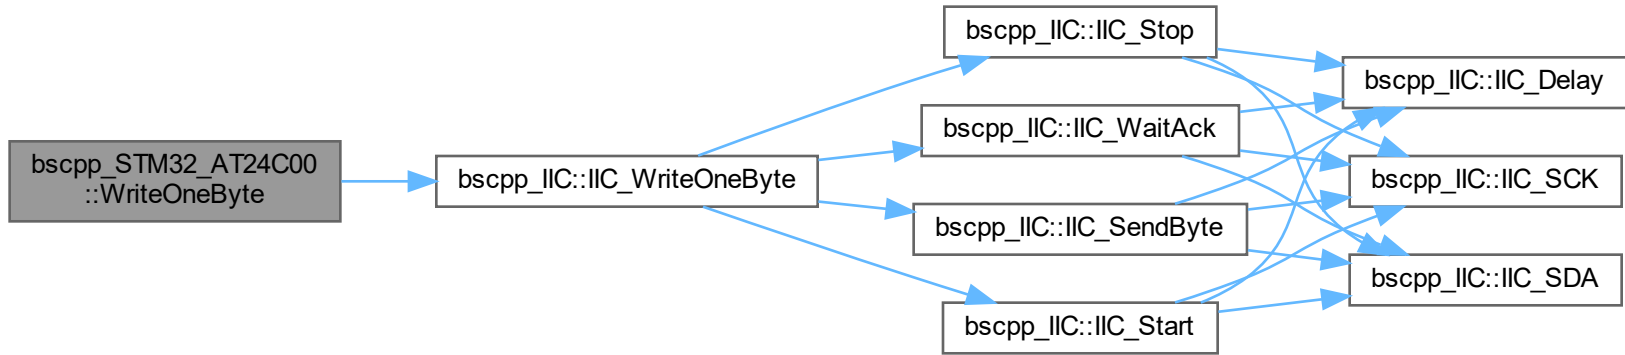 bscpp_STM32_AT24C00
::WriteOneByte
bscpp_IIC::IIC_WriteOneByte
bscpp_IIC::IIC_Stop
bscpp_IIC::IIC_WaitAck
bscpp_IIC::IIC_SendByte
bscpp_IIC::IIC_Start
bscpp_IIC::IIC_Delay
bscpp_IIC::IIC_SCK
bscpp_IIC::IIC_SDA